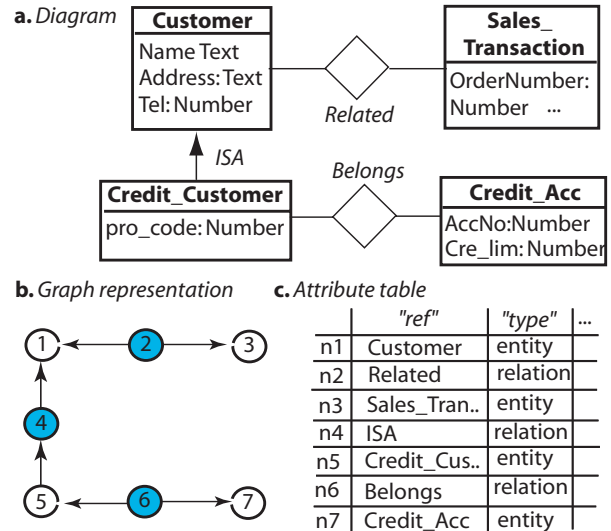 a. Diagram
Customer
Name Text
Address: Text
Tel: Number
Related
Sales_
Transaction
OrderNumber:
Number ...
ISA
Credit_Customer
pro_code: Number
Belongs
Credit_Acc
AccNo:Number
Cre_lim: Number
b. Graph representation
1
2
3
4
5
6
7
c. Attribute table
"ref" "type" ...
n1 Customer entity
n2 Related relation
n3 Sales_Tran.. entity
n4 ISA relation
n5 Credit_Cus.. entity
n6 Belongs relation
n7 Credit_Acc entity